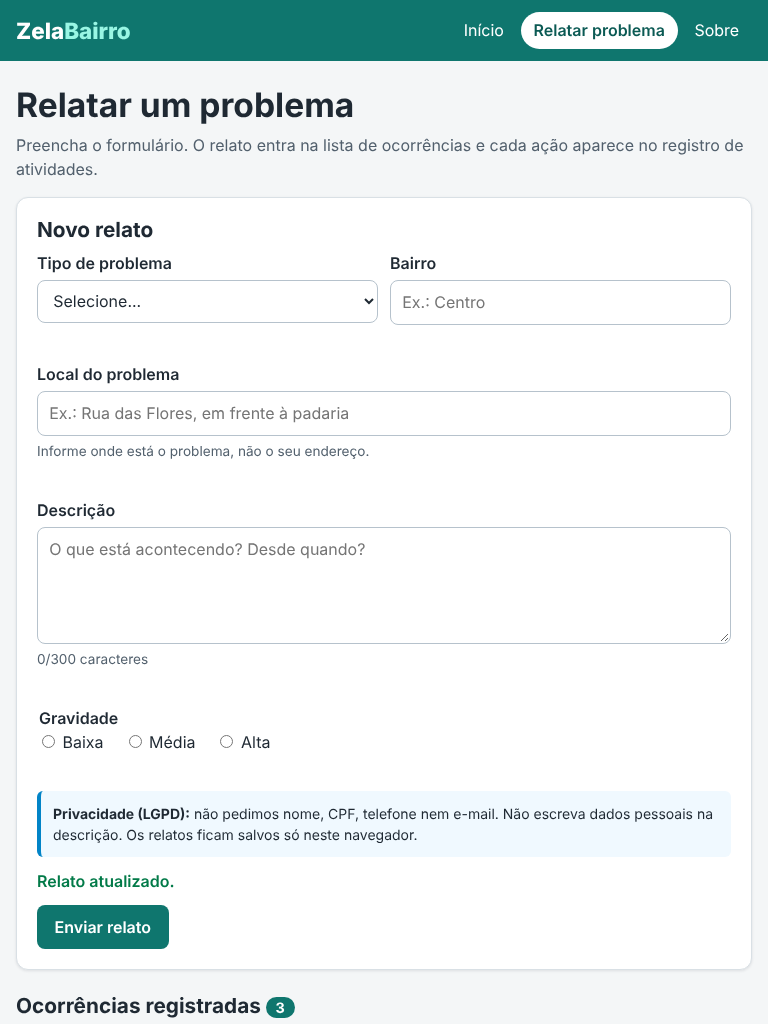 ZelaBairro
Início
Relatar problema
Sobre
Relatar um problema
Preencha o formulário. O relato entra na lista de ocorrências e cada ação aparece no registro de
atividades.
Novo relato
Tipo de problema
Bairro
Selecione...
Ex.: Centro
Local do problema
Ex.: Rua das Flores, em frente à padaria
Informe onde está o problema, não o seu endereço.
Descrição
O que está acontecendo? Desde quando?
0/300 caracteres
Gravidade
Baixa
Média
Alta
Privacidade (LGPD): não pedimos nome, CPF, telefone nem e-mail. Não escreva dados pessoais na
descrição. Os relatos ficam salvos só neste navegador.
Relato atualizado.
Enviar relato
Ocorrências registradas 3